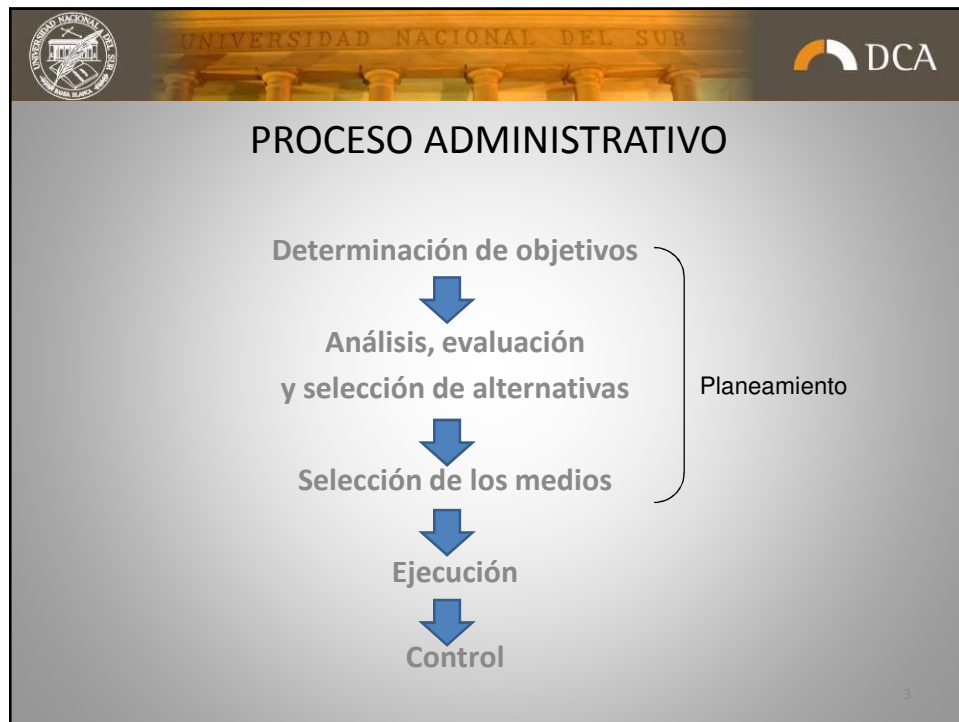 UNIVERSIDAD NACIONAL DEL SUR
DCA
PROCESO ADMINISTRATIVO
Determinación de objetivos
Análisis, evaluación
y selección de alternativas
Planeamiento
Selección de los medios
Ejecución
Control
3